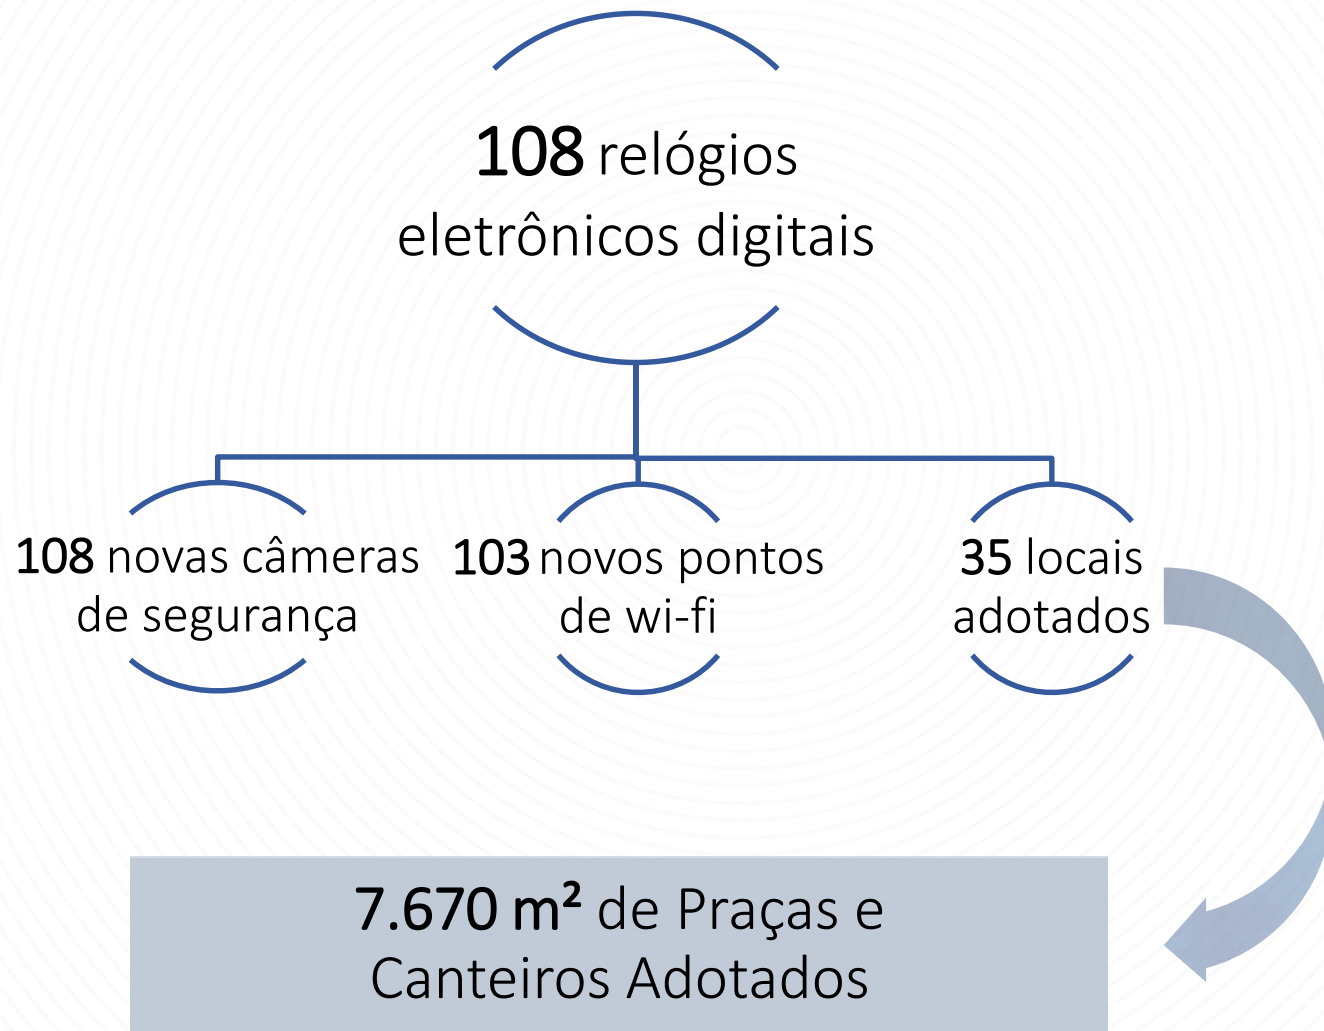 108 relógios
eletrônicos digitais
108 novas câmeras
de segurança
103 novos pontos
de wi-fi
35 locais
adotados
7.670 m² de Praças e
Canteiros Adotados